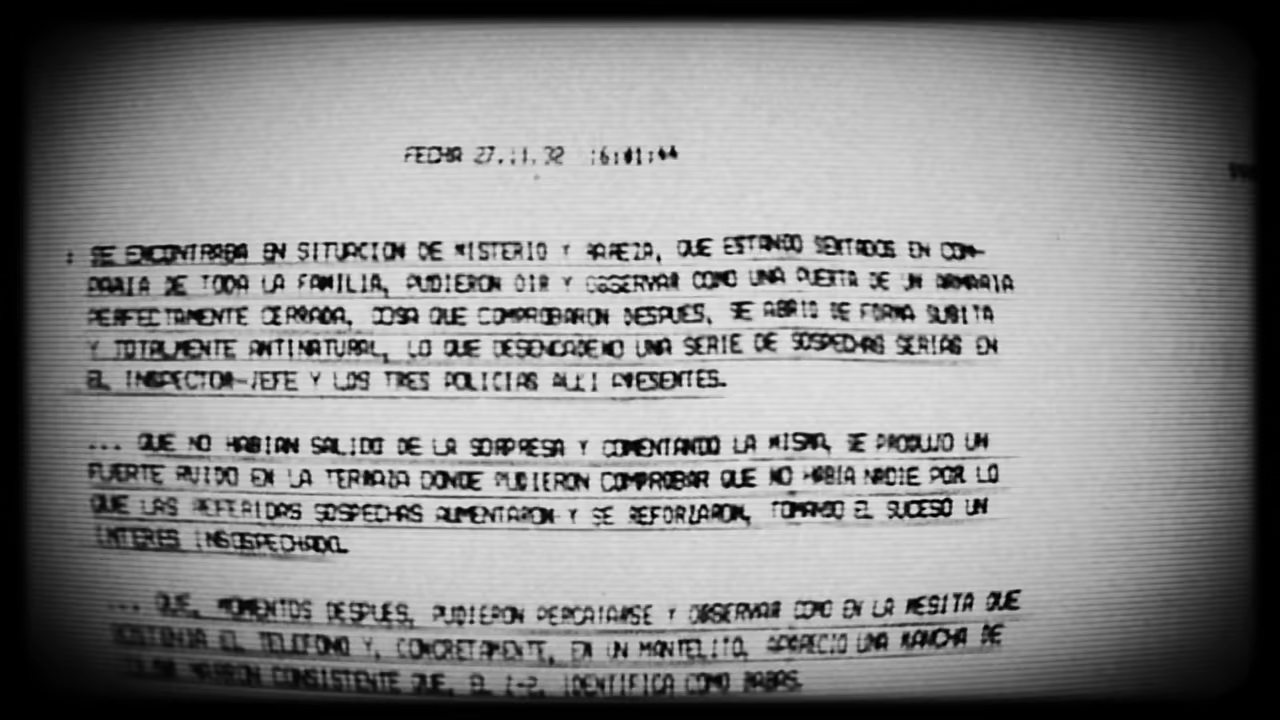 FECHA 27.11.92 16:01:44
SE ENCONTRABA EN SITUACION DE MISTERIO Y RAREZA, QUE ESTANDO SENTADOS EN COM-
PAÑIA DE TODA LA FAMILIA, PUDIERON OIR Y OBSERVAR COMO UNA PUERTA DE UN ARMARIA
PERFECTAMENTE CERRADA, COSA QUE COMPROBARON DESPUES, SE ABRIO DE FORMA SUBITA
Y TOTALMENTE ANTINATURAL, LO QUE DESENCADENO UNA SERIE DE SOSPECHAS SERIAS EN
EL INSPECTOR-JEFE Y LOS TRES POLICIAS ALLI PRESENTES.
... QUE NO HABIAN SALIDO DE LA SORPRESA Y COMENTANDO LA MISMA, SE PRODUJO UN
FUERTE RUIDO EN LA TERRAZA DONDE PUDIERON COMPROBAR QUE NO HABIA NADIE POR LO
QUE LAS REFERIDAS SOSPECHAS AUMENTARON Y SE REFORZARON, TOMANDO EL SUCESO UN
INTERES INSOSPECHADO.
... QUE, MOMENTOS DESPUES, PUDIERON PERCATARSE Y OBSERVAR COMO EN LA MESITA QUE
SOSTENIA EL TELEFONO Y, CONCRETAMENTE, EN UN MANTELITO, APARECIO UNA MANCHA DE
COLOR MARRON CONSISTENTE QUE, EL I-2, IDENTIFICA COMO BABAS.